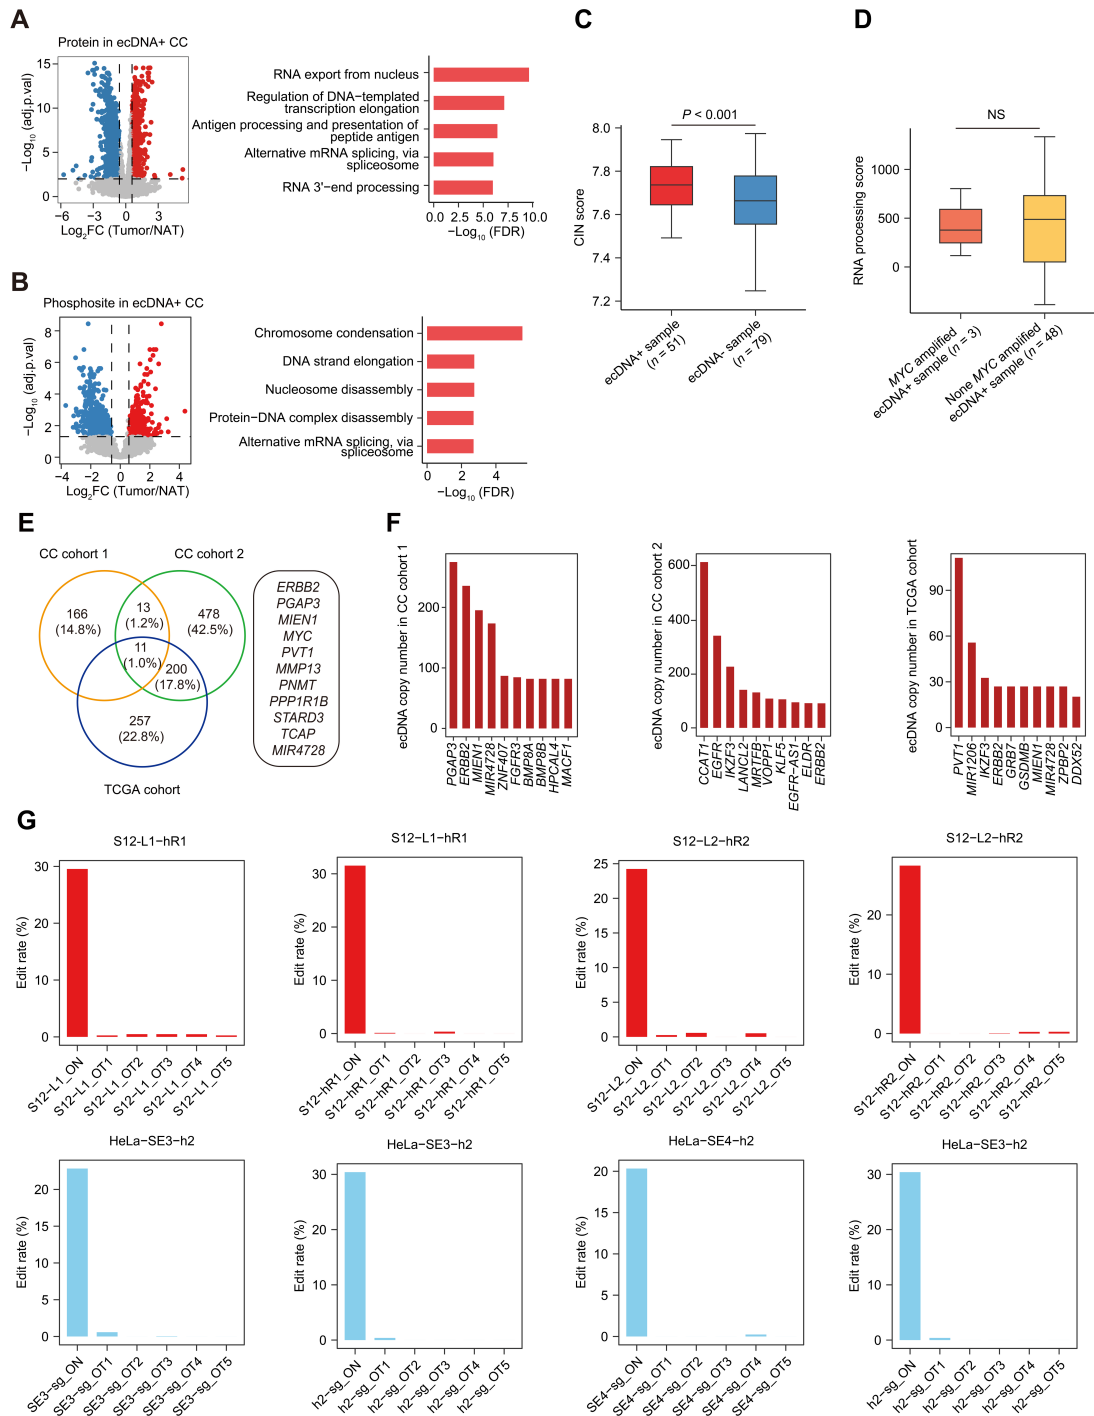 A
Protein in ecDNA+ CC
−Log10 (adj.p.val)
15
10
5
0
−6
−3
0
3
Log2FC (Tumor/NAT)
RNA export from nucleus
Regulation of DNA−templated
transcription elongation
Antigen processing and presentation of
peptide antigen
Alternative mRNA splicing, via
spliceosome
RNA 3'−end processing
0.0
2.5
5.0
7.5
10.0
−Log10 (FDR)
B
Phosphosite in ecDNA+ CC
−Log10 (adj.p.val)
8
6
4
2
0
−4
−2
0
2
4
Log2FC (Tumor/NAT)
Chromosome condensation
DNA strand elongation
Nucleosome disassembly
Protein−DNA complex disassembly
Alternative mRNA splicing, via
spliceosome
0
2
4
−Log10 (FDR)
C
P < 0.001
CIN score
8.0
7.8
7.6
7.4
7.2
ecDNA+ sample
(n = 51)
ecDNA- sample
(n = 79)
D
NS
RNA processing score
1000
500
0
MYC amplified
ecDNA+ sample (n = 3)
None MYC amplified
ecDNA+ sample (n = 48)
E
CC cohort 1
CC cohort 2
166
(14.8%)
13
(1.2%)
478
(42.5%)
11
(1.0%)
200
(17.8%)
257
(22.8%)
TCGA cohort
ERBB2
PGAP3
MIEN1
MYC
PVT1
MMP13
PNMT
PPP1R1B
STARD3
TCAP
MIR4728
F
ecDNA copy number in CC cohort 1
200
100
0
PGAP3
ERBB2
MIEN1
MIR4728
ZNF407
FGFR3
BMP8A
BMP8B
HPCAL4
MACF1
ecDNA copy number in CC cohort 2
600
400
200
0
CCAT1
EGFR
IKZF3
LANCL2
MRTFB
VOPP1
KLF5
EGFR−AS1
ELDR
ERBB2
ecDNA copy number in TCGA cohort
90
60
30
0
PVT1
MIR1206
IKZF3
ERBB2
GRB7
GSDMB
MIEN1
MIR4728
ZPBP2
DDX52
G
S12-L1−hR1
Edit rate (%)
30
20
10
0
S12−L1_ON
S12−L1_OT1
S12−L1_OT2
S12−L1_OT3
S12−L1_OT4
S12−L1_OT5
S12−L1−hR1
Edit rate (%)
30
20
10
0
S12−hR1_ON
S12−hR1_OT1
S12−hR1_OT2
S12−hR1_OT3
S12−hR1_OT4
S12−hR1_OT5
S12−L2−hR2
Edit rate (%)
25
20
15
10
5
0
S12−L2_ON
S12−L2_OT1
S12−L2_OT2
S12−L2_OT3
S12−L2_OT4
S12−L2_OT5
S12−L2−hR2
Edit rate (%)
20
10
0
S12−hR2_ON
S12−hR2_OT1
S12−hR2_OT2
S12−hR2_OT3
S12−hR2_OT4
S12−hR2_OT5
HeLa−SE3−h2
Edit rate (%)
20
15
10
5
0
SE3−sg_ON
SE3−sg_OT1
SE3−sg_OT2
SE3−sg_OT3
SE3−sg_OT4
SE3−sg_OT5
HeLa−SE3−h2
Edit rate (%)
30
20
10
0
h2−sg_ON
h2−sg_OT1
h2−sg_OT2
h2−sg_OT3
h2−sg_OT4
h2−sg_OT5
HeLa−SE4−h2
Edit rate (%)
20
15
10
5
0
SE4−sg_ON
SE4−sg_OT1
SE4−sg_OT2
SE4−sg_OT3
SE4−sg_OT4
SE4−sg_OT5
HeLa−SE3−h2
Edit rate (%)
30
20
10
0
h2−sg_ON
h2−sg_OT1
h2−sg_OT2
h2−sg_OT3
h2−sg_OT4
h2−sg_OT5